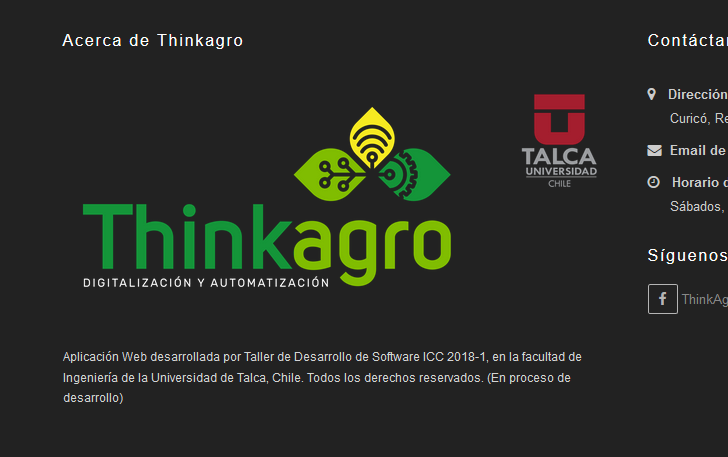 Acerca de Thinkagro
Thinkagro
DIGITALIZACIÓN Y AUTOMATIZACIÓN
TALCA
UNIVERSIDAD
CHILE
Aplicación Web desarrollada por Taller de Desarrollo de Software ICC 2018-1, en la facultad de
Ingeniería de la Universidad de Talca, Chile. Todos los derechos reservados. (En proceso de
desarrollo)
Contáctar
Dirección
Curicó, Re
Email de
Horario d
Sábados,
Síguenos
ThinkAg